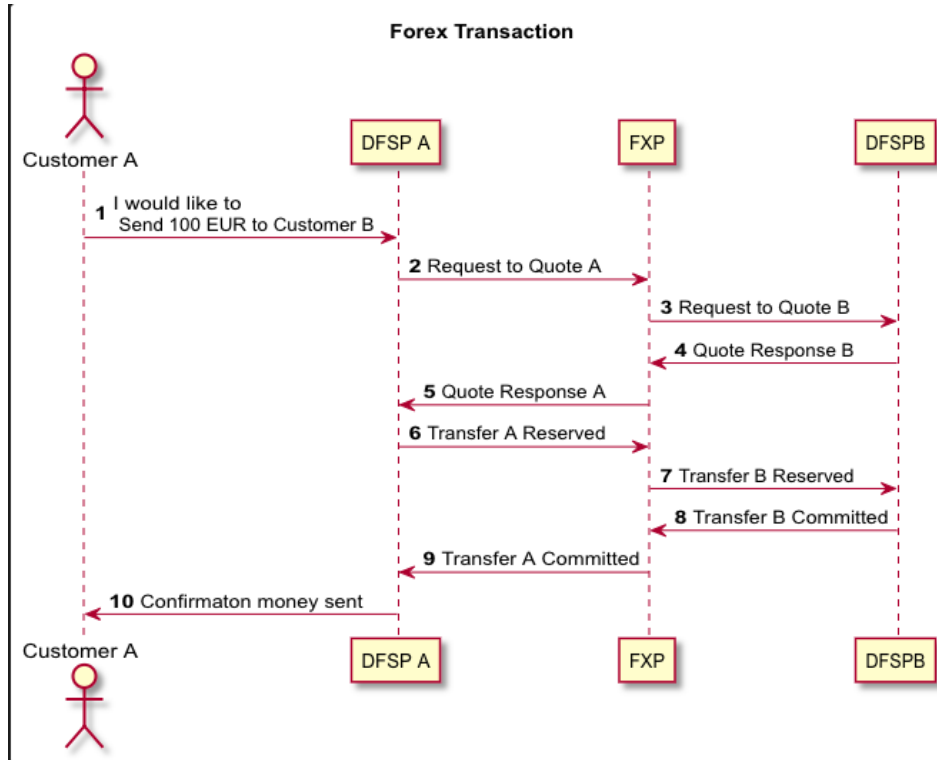 Forex Transaction
Customer A
DFSP A
FXP
DFSPB
1 I would like to
Send 100 EUR to Customer B
2 Request to Quote A
3 Request to Quote B
4 Quote Response B
5 Quote Response A
6 Transfer A Reserved
7 Transfer B Reserved
8 Transfer B Committed
9 Transfer A Committed
10 Confirmaton money sent
Customer A
DFSP A
FXP
DFSPB